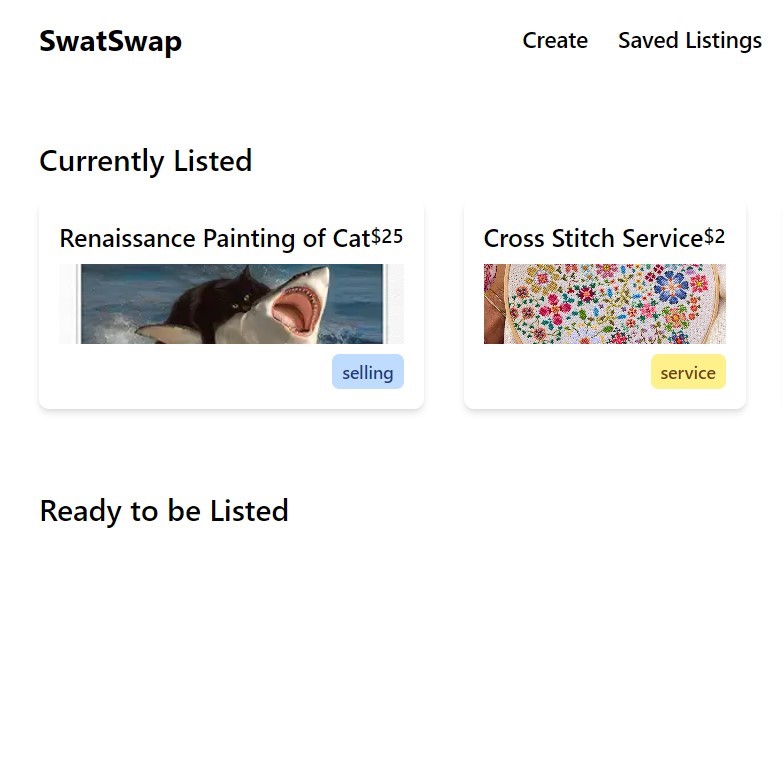 SwatSwap
Create
Saved Listings
Currently Listed
Renaissance Painting of Cat $25
selling
Cross Stitch Service $2
service
Ready to be Listed